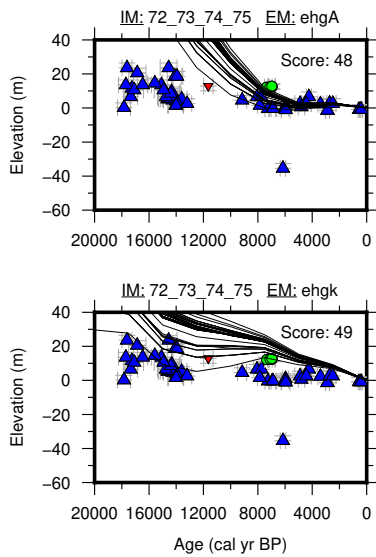 IM: 72_73_74_75 EM: ehgA
40
20
0
−20
−40
−60
Elevation (m)
Score: 48
20000 16000 12000 8000 4000 0
IM: 72_73_74_75 EM: ehgk
40
20
0
−20
−40
−60
Elevation (m)
Score: 49
20000 16000 12000 8000 4000 0
Age (cal yr BP)